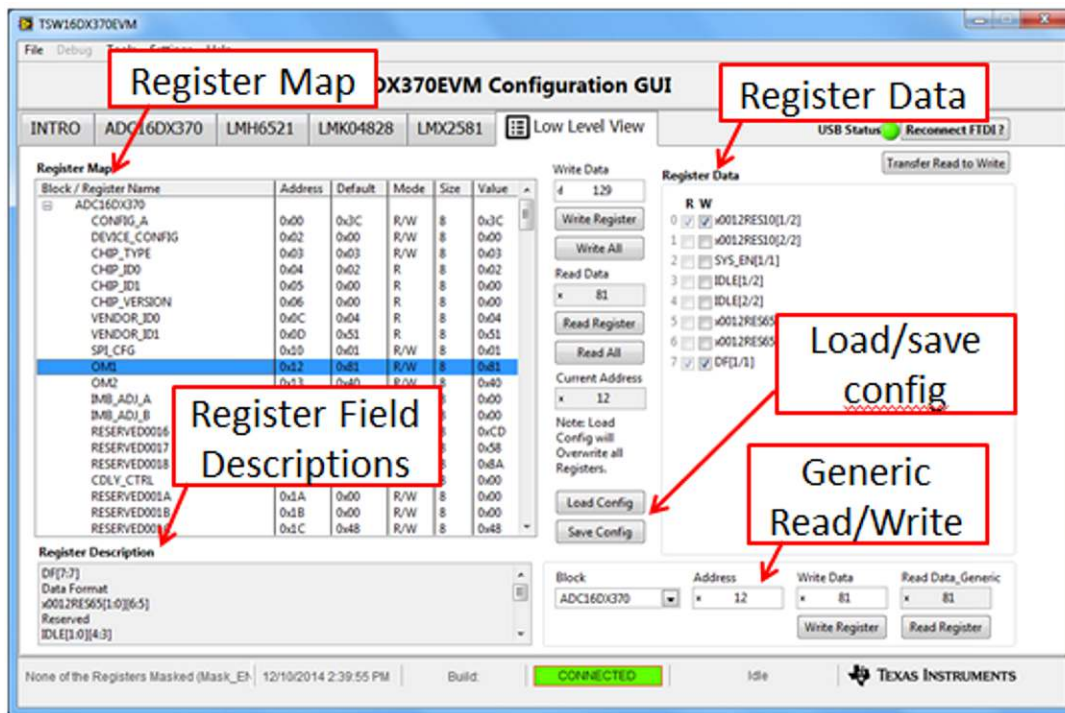 TSW16DX370EVM
File Debug Tools Settings Help
DX370EVM Configuration GUI
Register Map
Register Data
INTRO ADC16DX370 LMH6521 LMK04828 LMX2581 Low Level View
USB Status Reconnect FTDI ?
Transfer Read to Write
Register Map
Block / Register Name Address Default Mode Size Value
ADC16DX370
CONFIG_A 0x00 0x3C R/W 8 0x3C
DEVICE_CONFIG 0x02 0x00 R/W 8 0x00
CHIP_TYPE 0x03 0x03 R/W 8 0x03
CHIP_ID0 0x04 0x02 R 8 0x02
CHIP_ID1 0x05 0x00 R 8 0x00
CHIP_VERSION 0x06 0x00 R 8 0x00
VENDOR_ID0 0x0C 0x04 R 8 0x04
VENDOR_ID1 0x0D 0x51 R 8 0x51
SPI_CFG 0x10 0x01 R/W 8 0x01
OM1 0x12 0x81 R/W 8 0x81
OM2 0x13 0x40 R/W 8 0x40
IMB_ADJ_A 0x00
IMB_ADJ_B 0x00
RESERVED0016 0xCD
RESERVED0017 0x58
RESERVED0018 0x8A
CDLY_CTRL 0x00
RESERVED001A 0x1A 0x00 R/W 8 0x00
RESERVED001B 0x1B 0x00 R/W 8 0x00
0x1C 0x48 R/W 8 0x48
Register Field
Descriptions
Write Data
d 129
Write Register
Write All
Read Data
x 81
Read Register
Read All
Current Address
x 12
Note: Load
Config will
Overwrite all
Registers.
Load Config
Save Config
Register Data
R W
0 x0012RES10[1/2]
1 x0012RES10[2/2]
2 SYS_EN[1/1]
3 IDLE[1/2]
4 IDLE[2/2]
5 x0012RES65
6 x0012RES65
7 DF[1/1]
Load/save
config
Generic
Read/Write
Register Description
DF[7:7]
Data Format
x0012RES65[1:0][6:5]
Reserved
IDLE[1:0][4:3]
Block Address Write Data Read Data_Generic
ADC16DX370 x 12 x 81 x 81
Write Register Read Register
None of the Registers Masked (Mask_EN 12/10/2014 2:39:55 PM Build: CONNECTED Idle TEXAS INSTRUMENTS